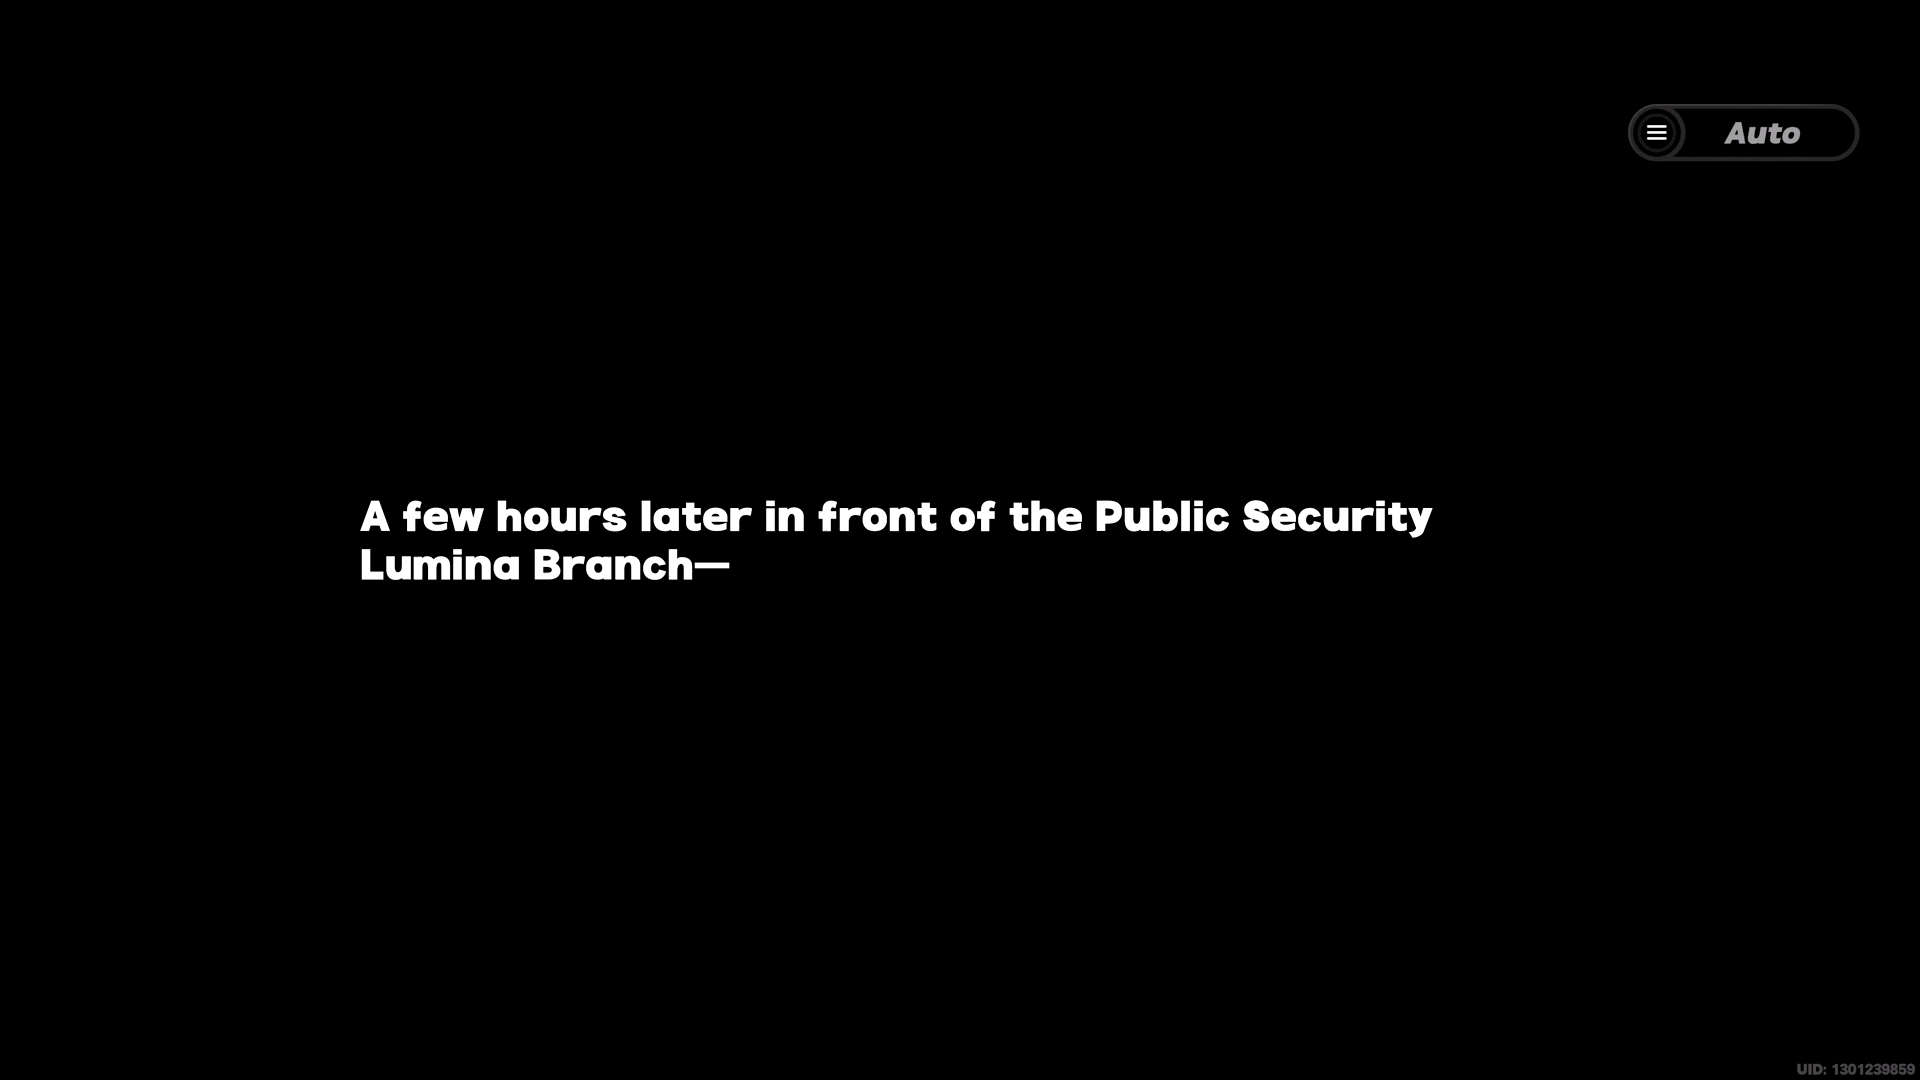 Auto
A few hours later in front of the Public Security
Lumina Branch—
UID: 1301239859